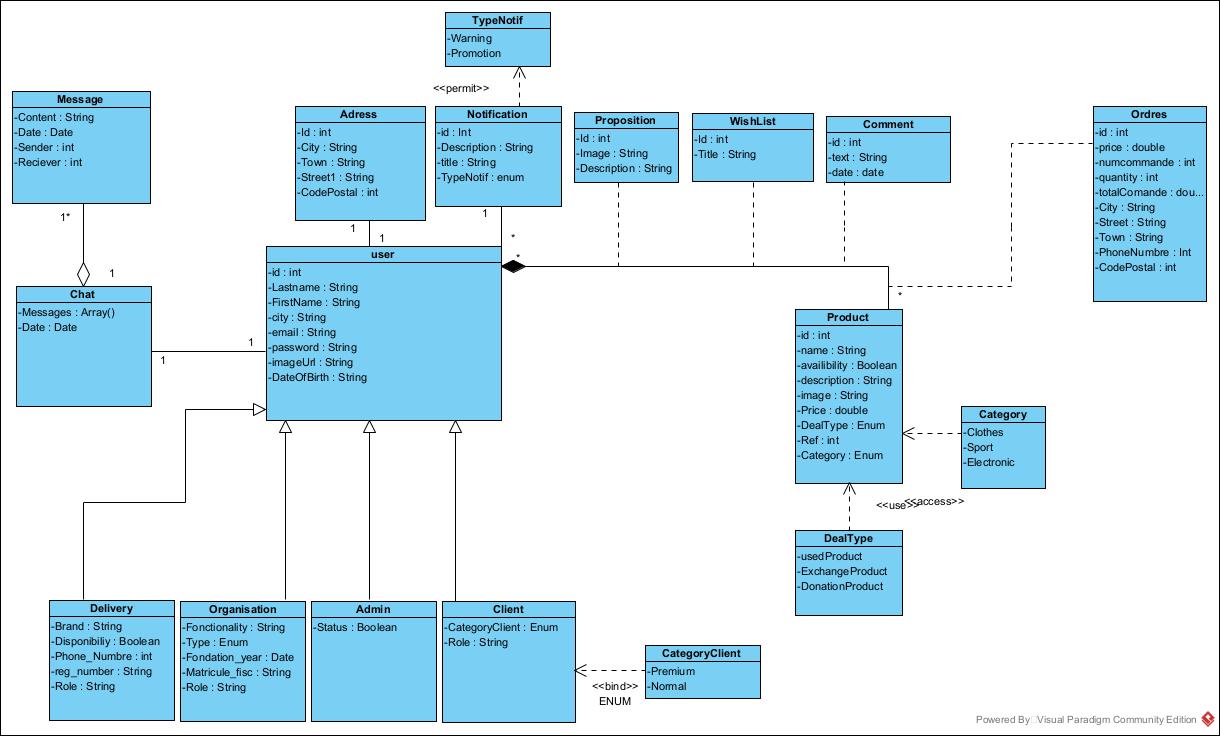 TypeNotif
-Warning
-Promotion
<<permit>>
Message
-Content : String
-Date : Date
-Sender : int
-Reciever : int
Adress
-Id : int
-City : String
-Town : String
-Street1 : String
-CodePostal : int
Notification
-id : Int
-Description : String
-title : String
-TypeNotif : enum
Proposition
-Id : int
-Image : String
-Description : String
WishList
-Id : int
-Title : String
Comment
-id : int
-text : String
-date : date
Ordres
-id : int
-price : double
-numcommande : int
-quantity : int
-totalComande : dou...
-City : String
-Street : String
-Town : String
-PhoneNumbre : Int
-CodePostal : int
1*
1
1
1
1
*
*
*
Chat
-Messages : Array()
-Date : Date
1
1
user
-id : int
-Lastname : String
-FirstName : String
-city : String
-email : String
-password : String
-imageUrl : String
-DateOfBirth : String
Product
-id : int
-name : String
-availibility : Boolean
-description : String
-image : String
-Price : double
-DealType : Enum
-Ref : int
-Category : Enum
Category
-Clothes
-Sport
-Electronic
<<use>>
<<access>>
DealType
-usedProduct
-ExchangeProduct
-DonationProduct
Delivery
-Brand : String
-Disponibiliy : Boolean
-Phone_Numbre : int
-reg_number : String
-Role : String
Organisation
-Fonctionality : String
-Type : Enum
-Fondation_year : Date
-Matricule_fisc : String
-Role : String
Admin
-Status : Boolean
Client
-CategoryClient : Enum
-Role : String
<<bind>>
ENUM
CategoryClient
-Premium
-Normal
Powered By Visual Paradigm Community Edition